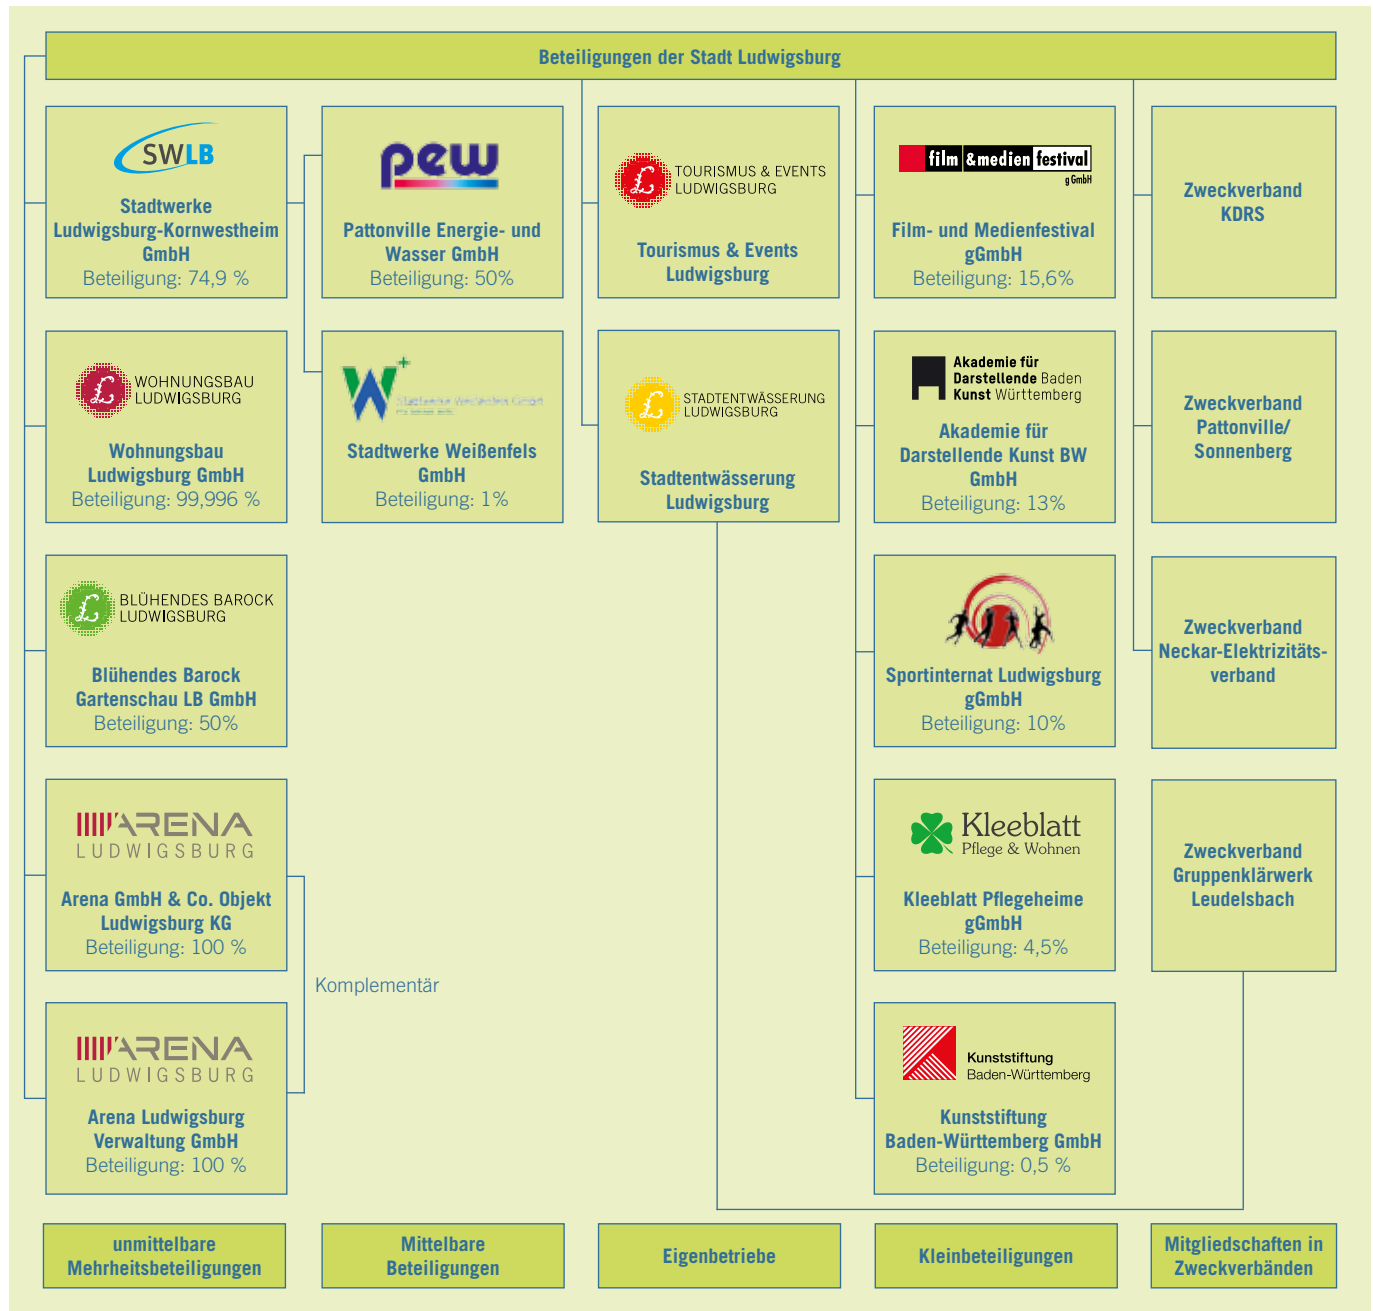 Beteiligungen der Stadt Ludwigsburg
SWLB
Stadtwerke
Ludwigsburg-Kornwestheim
GmbH
Beteiligung: 74,9 %
WOHNUNGSBAU
LUDWIGSBURG
Wohnungsbau
Ludwigsburg GmbH
Beteiligung: 99,996 %
BLÜHENDES BAROCK
LUDWIGSBURG
Blühendes Barock
Gartenschau LB GmbH
Beteiligung: 50%
ARENA
LUDWIGSBURG
Arena GmbH & Co. Objekt
Ludwigsburg KG
Beteiligung: 100 %
ARENA
LUDWIGSBURG
Arena Ludwigsburg
Verwaltung GmbH
Beteiligung: 100 %
Komplementär
unmittelbare
Mehrheitsbeteiligungen
pew
Pattonville Energie- und
Wasser GmbH
Beteiligung: 50%
Stadtwerke Weißenfels GmbH
Stadtwerke Weißenfels
GmbH
Beteiligung: 1%
Mittelbare
Beteiligungen
TOURISMUS & EVENTS
LUDWIGSBURG
Tourismus & Events
Ludwigsburg
STADTENTWÄSSERUNG
LUDWIGSBURG
Stadtentwässerung
Ludwigsburg
Eigenbetriebe
film &medien festival
gGmbH
Film- und Medienfestival
gGmbH
Beteiligung: 15,6%
Akademie für
Darstellende Baden
Kunst Württemberg
Akademie für
Darstellende Kunst BW
GmbH
Beteiligung: 13%
Sportinternat Ludwigsburg
gGmbH
Beteiligung: 10%
Kleeblatt
Pflege & Wohnen
Kleeblatt Pflegeheime
gGmbH
Beteiligung: 4,5%
Kunststiftung
Baden-Württemberg
Kunststiftung
Baden-Württemberg GmbH
Beteiligung: 0,5 %
Kleinbeteiligungen
Zweckverband
KDRS
Zweckverband
Pattonville/
Sonnenberg
Zweckverband
Neckar-Elektrizitäts-
verband
Zweckverband
Gruppenklärwerk
Leudelsbach
Mitgliedschaften in
Zweckverbänden